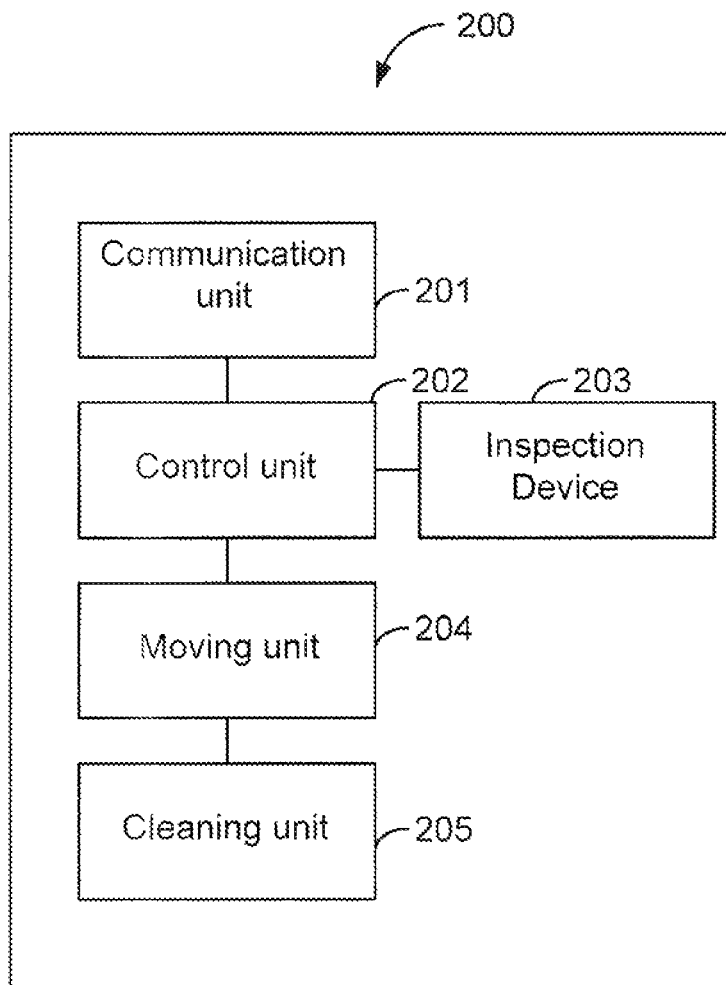 200
Communication
unit
201
202
203
Control unit
Inspection
Device
Moving unit
204
Cleaning unit
205